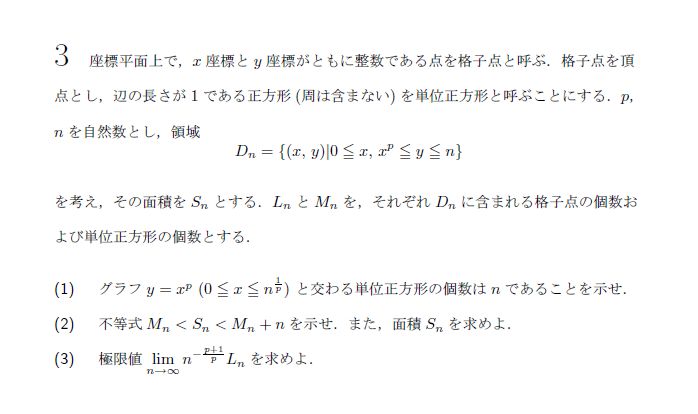 3 座標平面上で，x 座標と y 座標がともに整数である点を格子点と呼ぶ．格子点を頂
点とし，辺の長さが 1 である正方形 (周は含まない) を単位正方形と呼ぶことにする．p,
n を自然数とし，領域
D_n = {(x, y)|0 ≦ x, x^p ≦ y ≦ n}
を考え，その面積を S_n とする．L_n と M_n を，それぞれ D_n に含まれる格子点の個数お
よび単位正方形の個数とする．
(1) グラフ y = x^p (0 ≦ x ≦ n^{1/p}) と交わる単位正方形の個数は n であることを示せ．
(2) 不等式 M_n < S_n < M_n + n を示せ．また，面積 S_n を求めよ．
(3) 極限値 lim_{n→∞} n^{-(p+1)/p} L_n を求めよ．